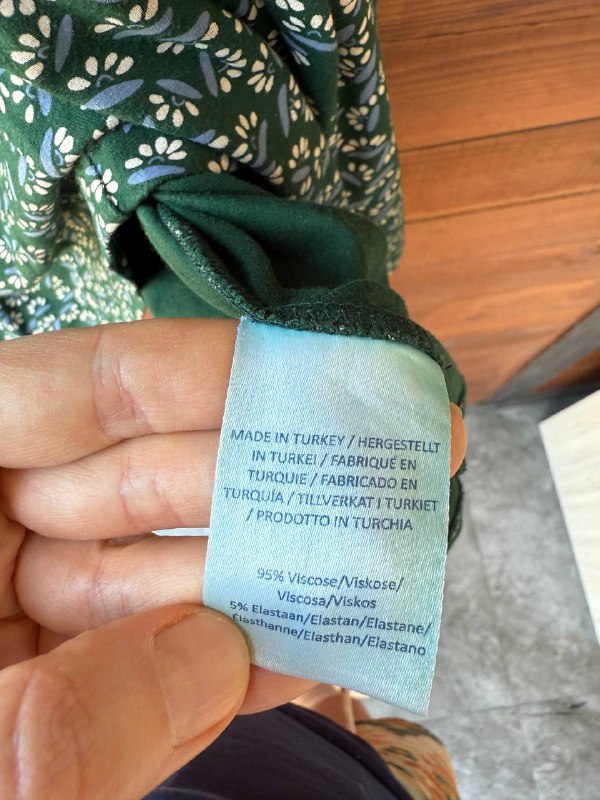 MADE IN TURKEY / HERGESTELLT
IN TURKEI / FABRIQUÉ EN
TURQUIE / FABRICADO EN
TURQUÍA / TILLVERKAT I TURKIET
/ PRODOTTO IN TURCHIA
95% Viscose/Viskose/
Viscosa/Viskos
5% Elastaan/Elastan/Elastane/
Élasthanne/Elasthan/Elastano